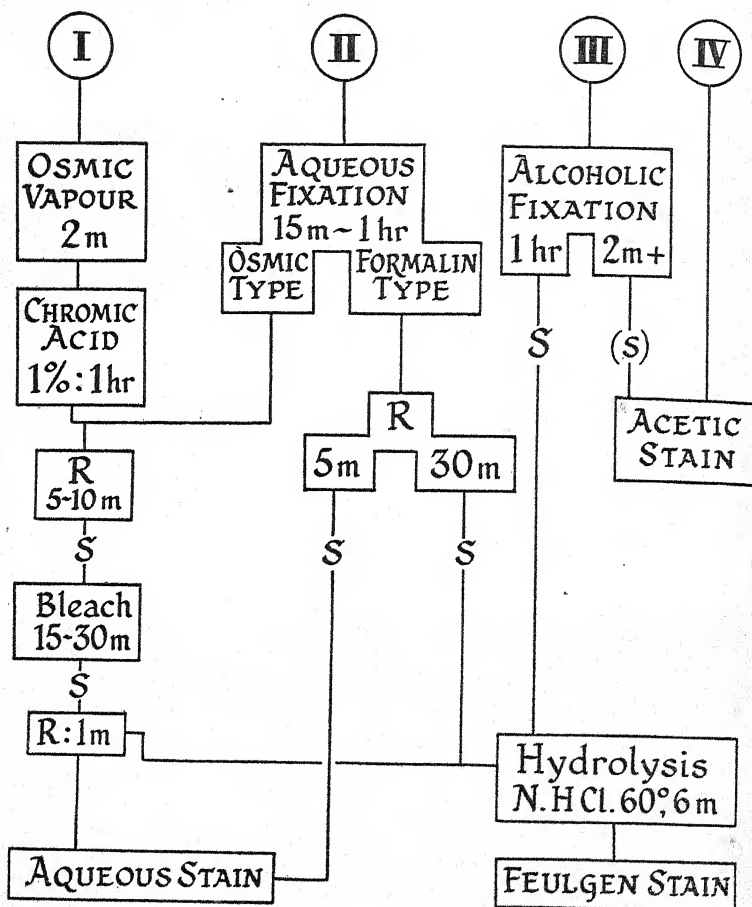 I
II
III
IV
OSMIC
VAPOUR
2m
AQUEOUS
FIXATION
15m~1hr
OSMIC
TYPE
FORMALIN
TYPE
ALCOHOLIC
FIXATION
1hr
2m+
CHROMIC
ACID
1%:1hr
S
(S)
ACETIC
STAIN
R
5-10m
R
5m
30m
S
S
S
Bleach
15-30m
S
R:1m
Hydrolysis
N.HCl.60°,6m
AQUEOUS STAIN
FEULGEN STAIN